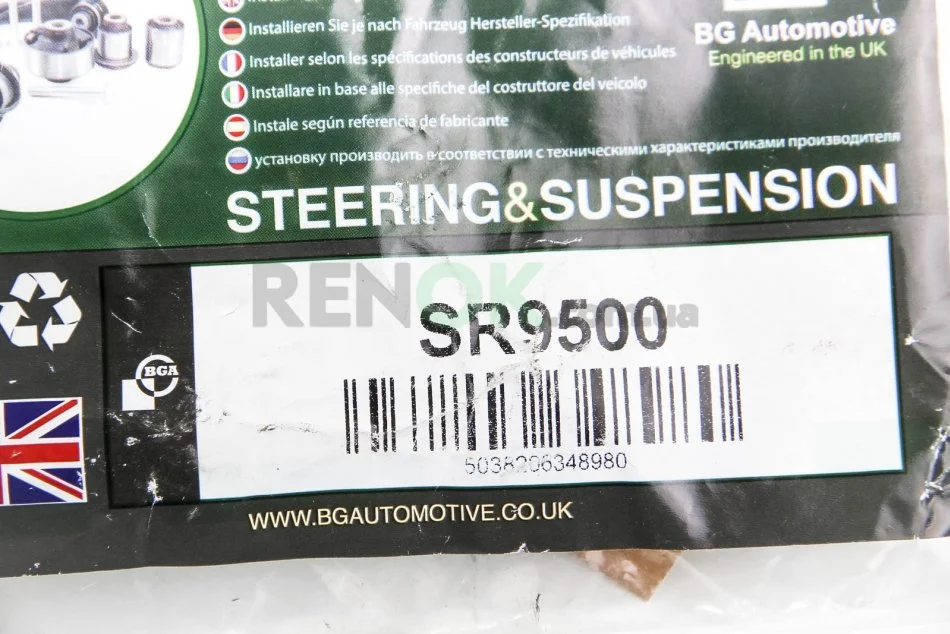 Installieren Sie je nach Fahrzeug Hersteller-Spezifikation
Installer selon les spécifications des constructeurs de véhicules
Installare in base alle specifiche del costruttore del veicolo
Instale según referencia de fabricante
установку производить в соответствии с техническими характеристиками производителя
BG Automotive
Engineered in the UK
STEERING&SUSPENSION
RENOK.com.ua
SR9500
BGA
5038206348980
WWW.BGAUTOMOTIVE.CO.UK